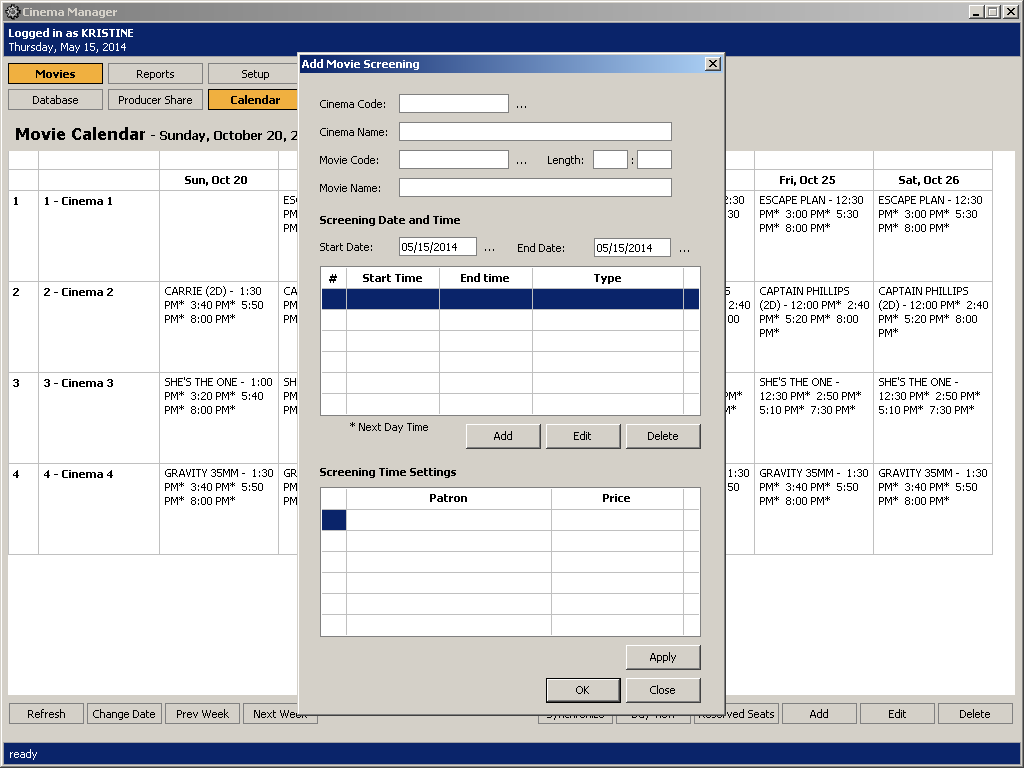 Cinema Manager
Logged in as KRISTINE
Thursday, May 15, 2014
Movies Reports Setup
Database Producer Share Calendar
Movie Calendar - Sunday, October 20, 2
Sun, Oct 20 Fri, Oct 25 Sat, Oct 26
1 1 - Cinema 1 ESCAPE PLAN - 12:30 ESCAPE PLAN - 12:30
PM* 3:00 PM* 5:30 PM* 3:00 PM* 5:30
PM* 8:00 PM* PM* 8:00 PM*
2 2 - Cinema 2 CARRIE (2D) - 1:30 CAPTAIN PHILLIPS CAPTAIN PHILLIPS
PM* 3:40 PM* 5:50 (2D) - 12:00 PM* 2:40 (2D) - 12:00 PM* 2:40
PM* 8:00 PM* PM* 5:20 PM* 8:00 PM* 5:20 PM* 8:00
PM* PM*
3 3 - Cinema 3 SHE'S THE ONE - 1:00 SHE'S THE ONE - SHE'S THE ONE -
PM* 3:20 PM* 5:40 12:30 PM* 2:50 PM* 12:30 PM* 2:50 PM*
PM* 8:00 PM* 5:10 PM* 7:30 PM* 5:10 PM* 7:30 PM*
4 4 - Cinema 4 GRAVITY 35MM - 1:30 GRAVITY 35MM - 1:30 GRAVITY 35MM - 1:30
PM* 3:40 PM* 5:50 PM* 3:40 PM* 5:50 PM* 3:40 PM* 5:50
PM* 8:00 PM* PM* 8:00 PM* PM* 8:00 PM*
Add Movie Screening
Cinema Code: ...
Cinema Name:
Movie Code: ... Length: :
Movie Name:
Screening Date and Time
Start Date: 05/15/2014 ... End Date: 05/15/2014 ...
# Start Time End time Type
* Next Day Time
Add Edit Delete
Screening Time Settings
Patron Price
Apply
OK Close
Refresh Change Date Prev Week Next Week Reserved Seats Add Edit Delete
ready